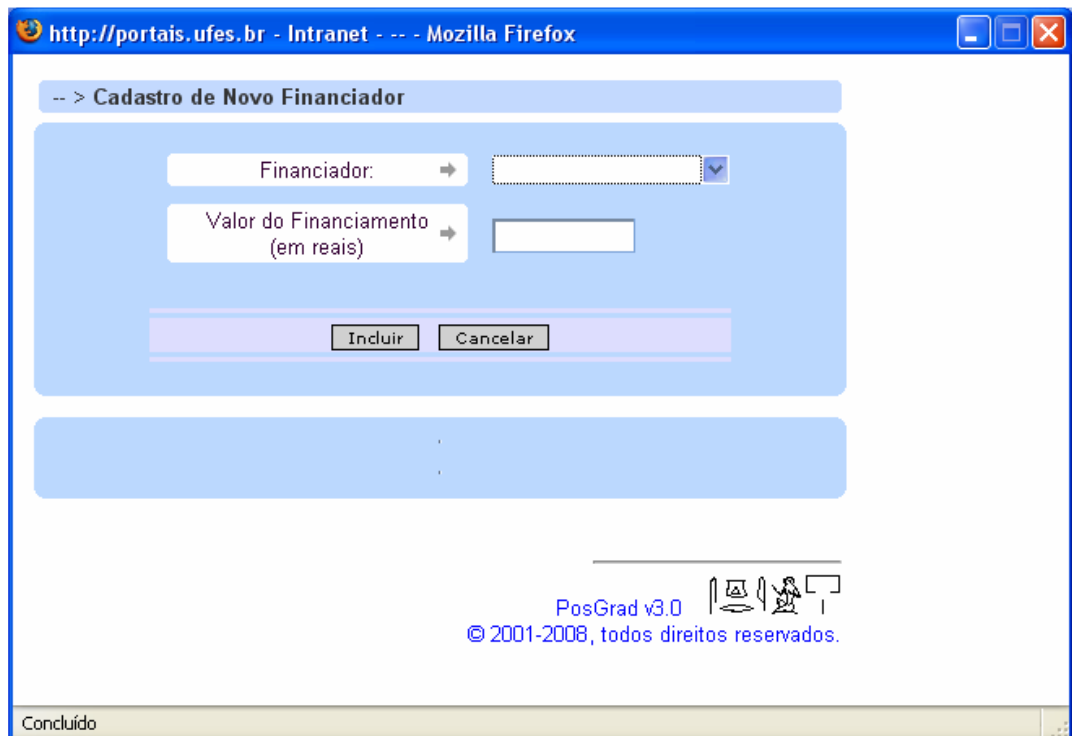 http://portais.ufes.br - Intranet - -- - Mozilla Firefox
-- > Cadastro de Novo Financiador
Financiador:
Valor do Financiamento
(em reais)
Incluir Cancelar
PosGrad v3.0
© 2001-2008, todos direitos reservados.
Concluído